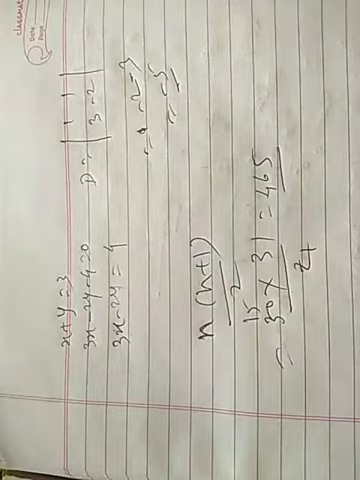 classmate
Date
Page
x + y = 3
3x - 2y - 4 = 0
3x - 2y = 4
D = | 1 1 |
| 3 -2 |
= -2 - 3
= -5
n(n+1)
2
15
= 30 × 31 = 465
2